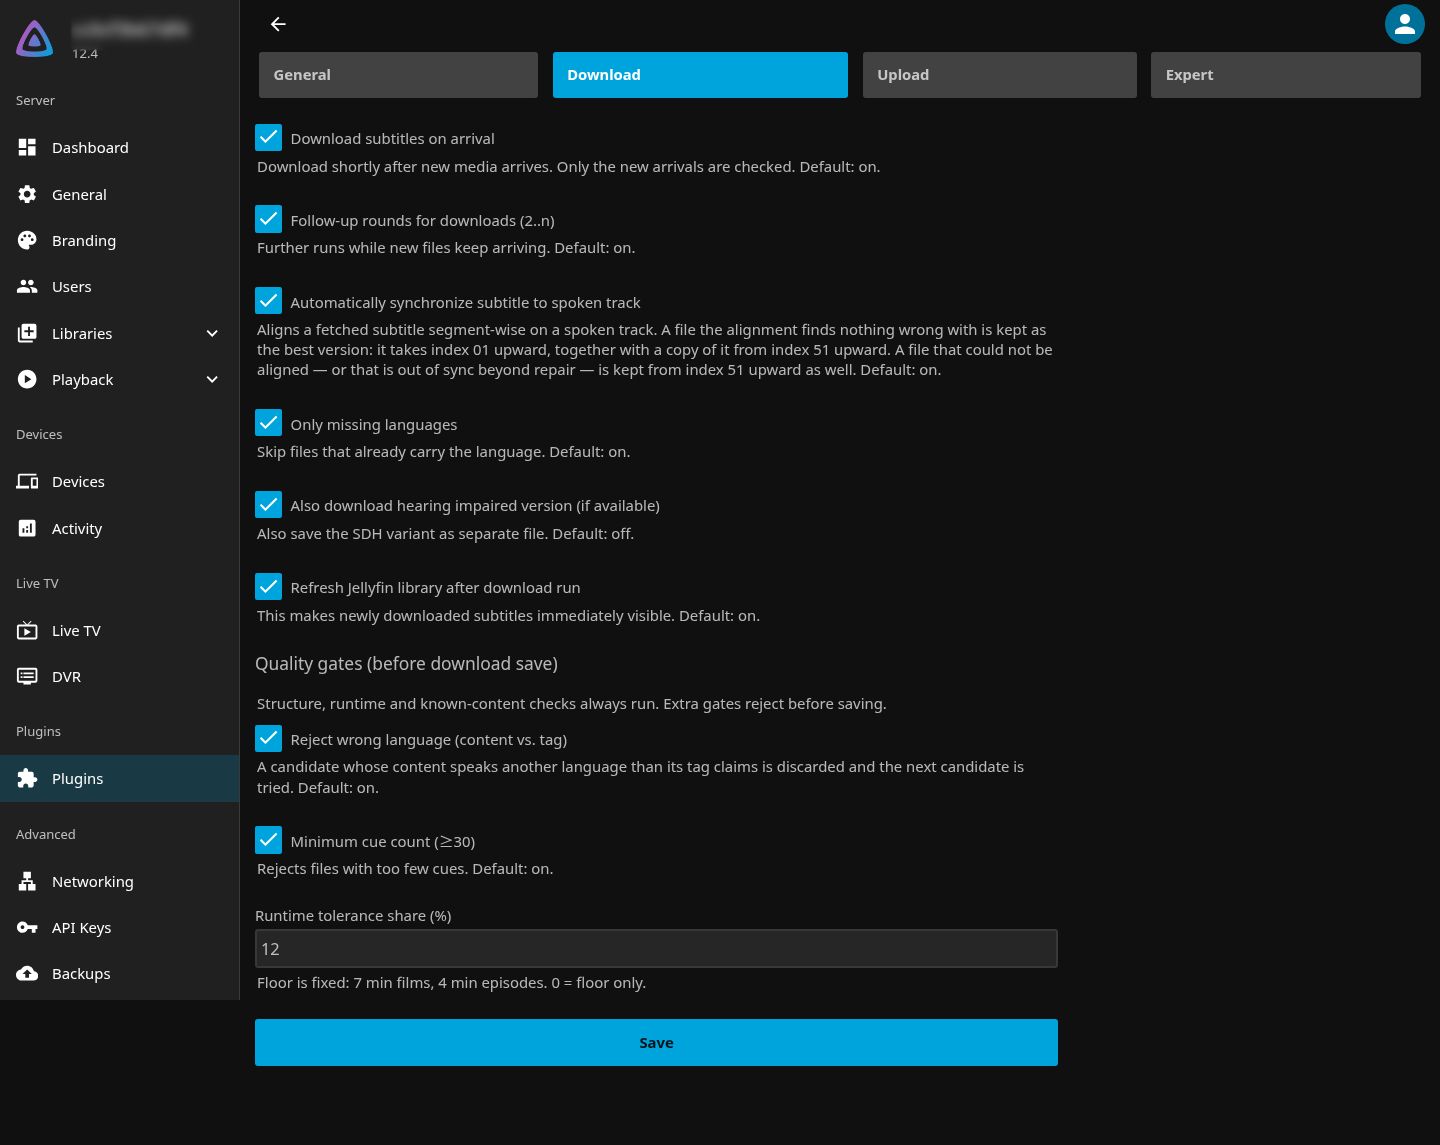 12.4
Server
Dashboard
General
Branding
Users
Libraries
Playback
Devices
Devices
Activity
Live TV
Live TV
DVR
Plugins
Plugins
Advanced
Networking
API Keys
Backups
General
Download
Upload
Expert
Download subtitles on arrival
Download shortly after new media arrives. Only the new arrivals are checked. Default: on.
Follow-up rounds for downloads (2..n)
Further runs while new files keep arriving. Default: on.
Automatically synchronize subtitle to spoken track
Aligns a fetched subtitle segment-wise on a spoken track. A file the alignment finds nothing wrong with is kept as
the best version: it takes index 01 upward, together with a copy of it from index 51 upward. A file that could not be
aligned — or that is out of sync beyond repair — is kept from index 51 upward as well. Default: on.
Only missing languages
Skip files that already carry the language. Default: on.
Also download hearing impaired version (if available)
Also save the SDH variant as separate file. Default: off.
Refresh Jellyfin library after download run
This makes newly downloaded subtitles immediately visible. Default: on.
Quality gates (before download save)
Structure, runtime and known-content checks always run. Extra gates reject before saving.
Reject wrong language (content vs. tag)
A candidate whose content speaks another language than its tag claims is discarded and the next candidate is
tried. Default: on.
Minimum cue count (≥30)
Rejects files with too few cues. Default: on.
Runtime tolerance share (%)
12
Floor is fixed: 7 min films, 4 min episodes. 0 = floor only.
Save